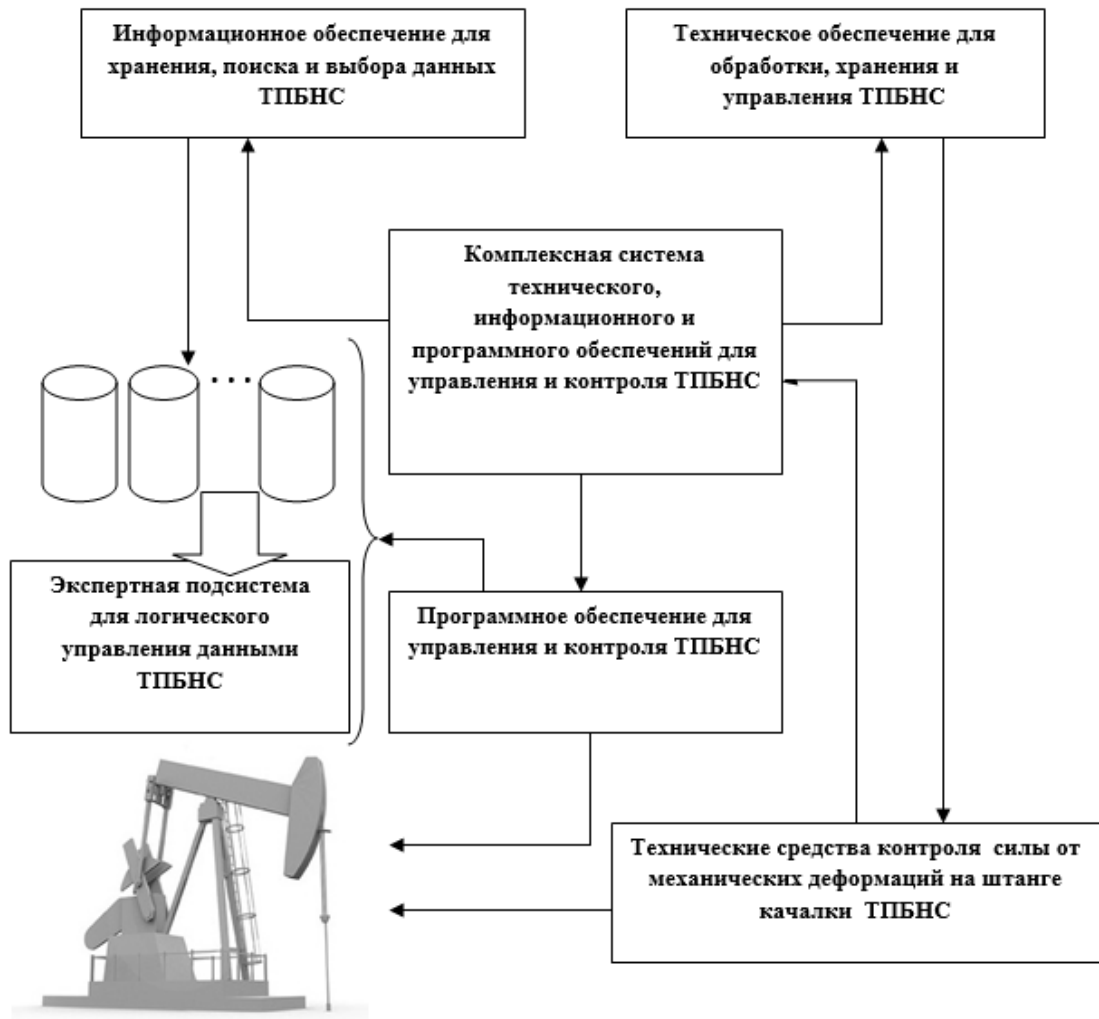 Информационное обеспечение для
хранения, поиска и выбора данных
ТПБНС
Техническое обеспечение для
обработки, хранения и
управления ТПБНС
Комплексная система
технического,
информационного и
программного обеспечений для
управления и контроля ТПБНС
Экспертная подсистема
для логического
управления данными
ТПБНС
Программное обеспечение для
управления и контроля ТПБНС
Технические средства контроля силы от
механических деформаций на штанге
качалки ТПБНС